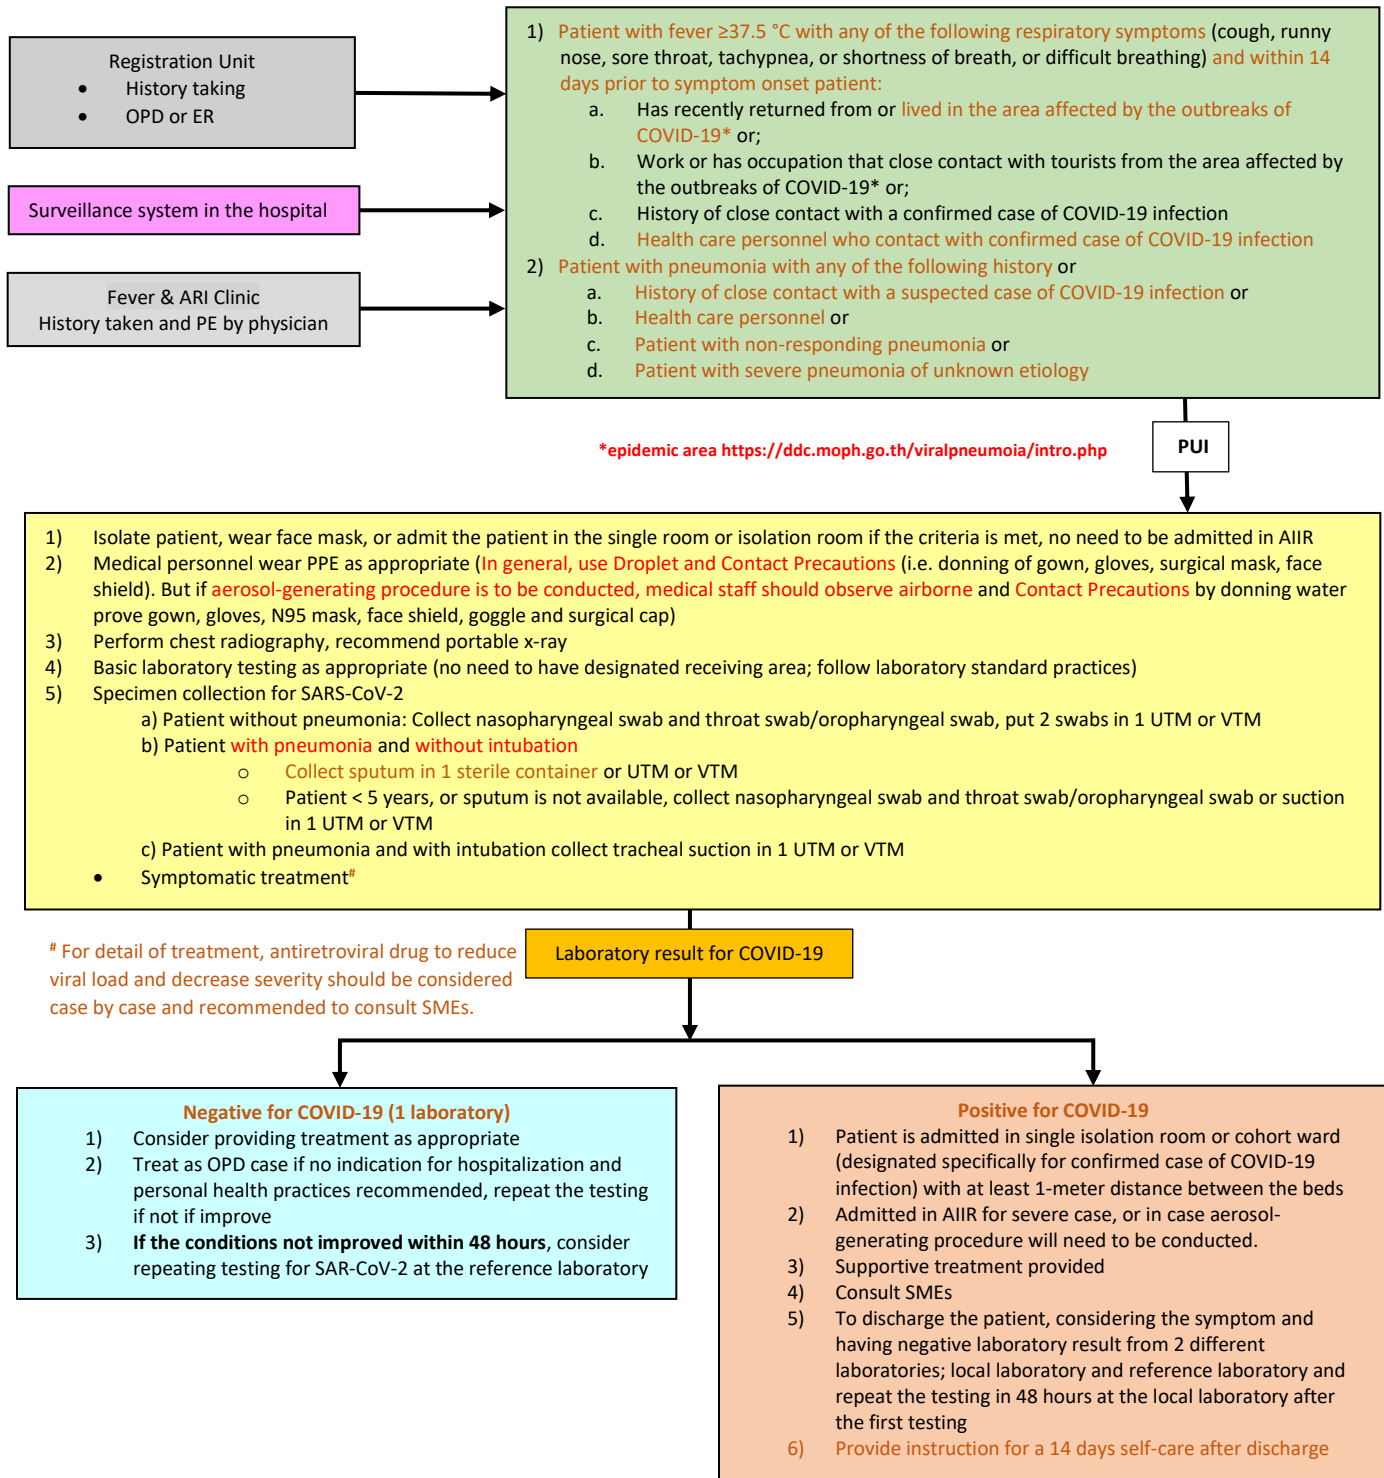 Registration Unit
• History taking
• OPD or ER
Surveillance system in the hospital
Fever & ARI Clinic
History taken and PE by physician
1) Patient with fever ≥37.5 °C with any of the following respiratory symptoms (cough, runny
nose, sore throat, tachypnea, or shortness of breath, or difficult breathing) and within 14
days prior to symptom onset patient:
a. Has recently returned from or lived in the area affected by the outbreaks of
COVID-19* or;
b. Work or has occupation that close contact with tourists from the area affected by
the outbreaks of COVID-19* or;
c. History of close contact with a confirmed case of COVID-19 infection
d. Health care personnel who contact with confirmed case of COVID-19 infection
2) Patient with pneumonia with any of the following history or
a. History of close contact with a suspected case of COVID-19 infection or
b. Health care personnel or
c. Patient with non-responding pneumonia or
d. Patient with severe pneumonia of unknown etiology
*epidemic area https://ddc.moph.go.th/viralpneumoia/intro.php
PUI
1) Isolate patient, wear face mask, or admit the patient in the single room or isolation room if the criteria is met, no need to be admitted in AIIR
2) Medical personnel wear PPE as appropriate (In general, use Droplet and Contact Precautions (i.e. donning of gown, gloves, surgical mask, face
shield). But if aerosol-generating procedure is to be conducted, medical staff should observe airborne and Contact Precautions by donning water
prove gown, gloves, N95 mask, face shield, goggle and surgical cap)
3) Perform chest radiography, recommend portable x-ray
4) Basic laboratory testing as appropriate (no need to have designated receiving area; follow laboratory standard practices)
5) Specimen collection for SARS-CoV-2
a) Patient without pneumonia: Collect nasopharyngeal swab and throat swab/oropharyngeal swab, put 2 swabs in 1 UTM or VTM
b) Patient with pneumonia and without intubation
o Collect sputum in 1 sterile container or UTM or VTM
o Patient < 5 years, or sputum is not available, collect nasopharyngeal swab and throat swab/oropharyngeal swab or suction
in 1 UTM or VTM
c) Patient with pneumonia and with intubation collect tracheal suction in 1 UTM or VTM
• Symptomatic treatment#
# For detail of treatment, antiretroviral drug to reduce
viral load and decrease severity should be considered
case by case and recommended to consult SMEs.
Laboratory result for COVID-19
Negative for COVID-19 (1 laboratory)
1) Consider providing treatment as appropriate
2) Treat as OPD case if no indication for hospitalization and
personal health practices recommended, repeat the testing
if not if improve
3) If the conditions not improved within 48 hours, consider
repeating testing for SAR-CoV-2 at the reference laboratory
Positive for COVID-19
1) Patient is admitted in single isolation room or cohort ward
(designated specifically for confirmed case of COVID-19
infection) with at least 1-meter distance between the beds
2) Admitted in AIIR for severe case, or in case aerosol-
generating procedure will need to be conducted.
3) Supportive treatment provided
4) Consult SMEs
5) To discharge the patient, considering the symptom and
having negative laboratory result from 2 different
laboratories; local laboratory and reference laboratory and
repeat the testing in 48 hours at the local laboratory after
the first testing
6) Provide instruction for a 14 days self-care after discharge